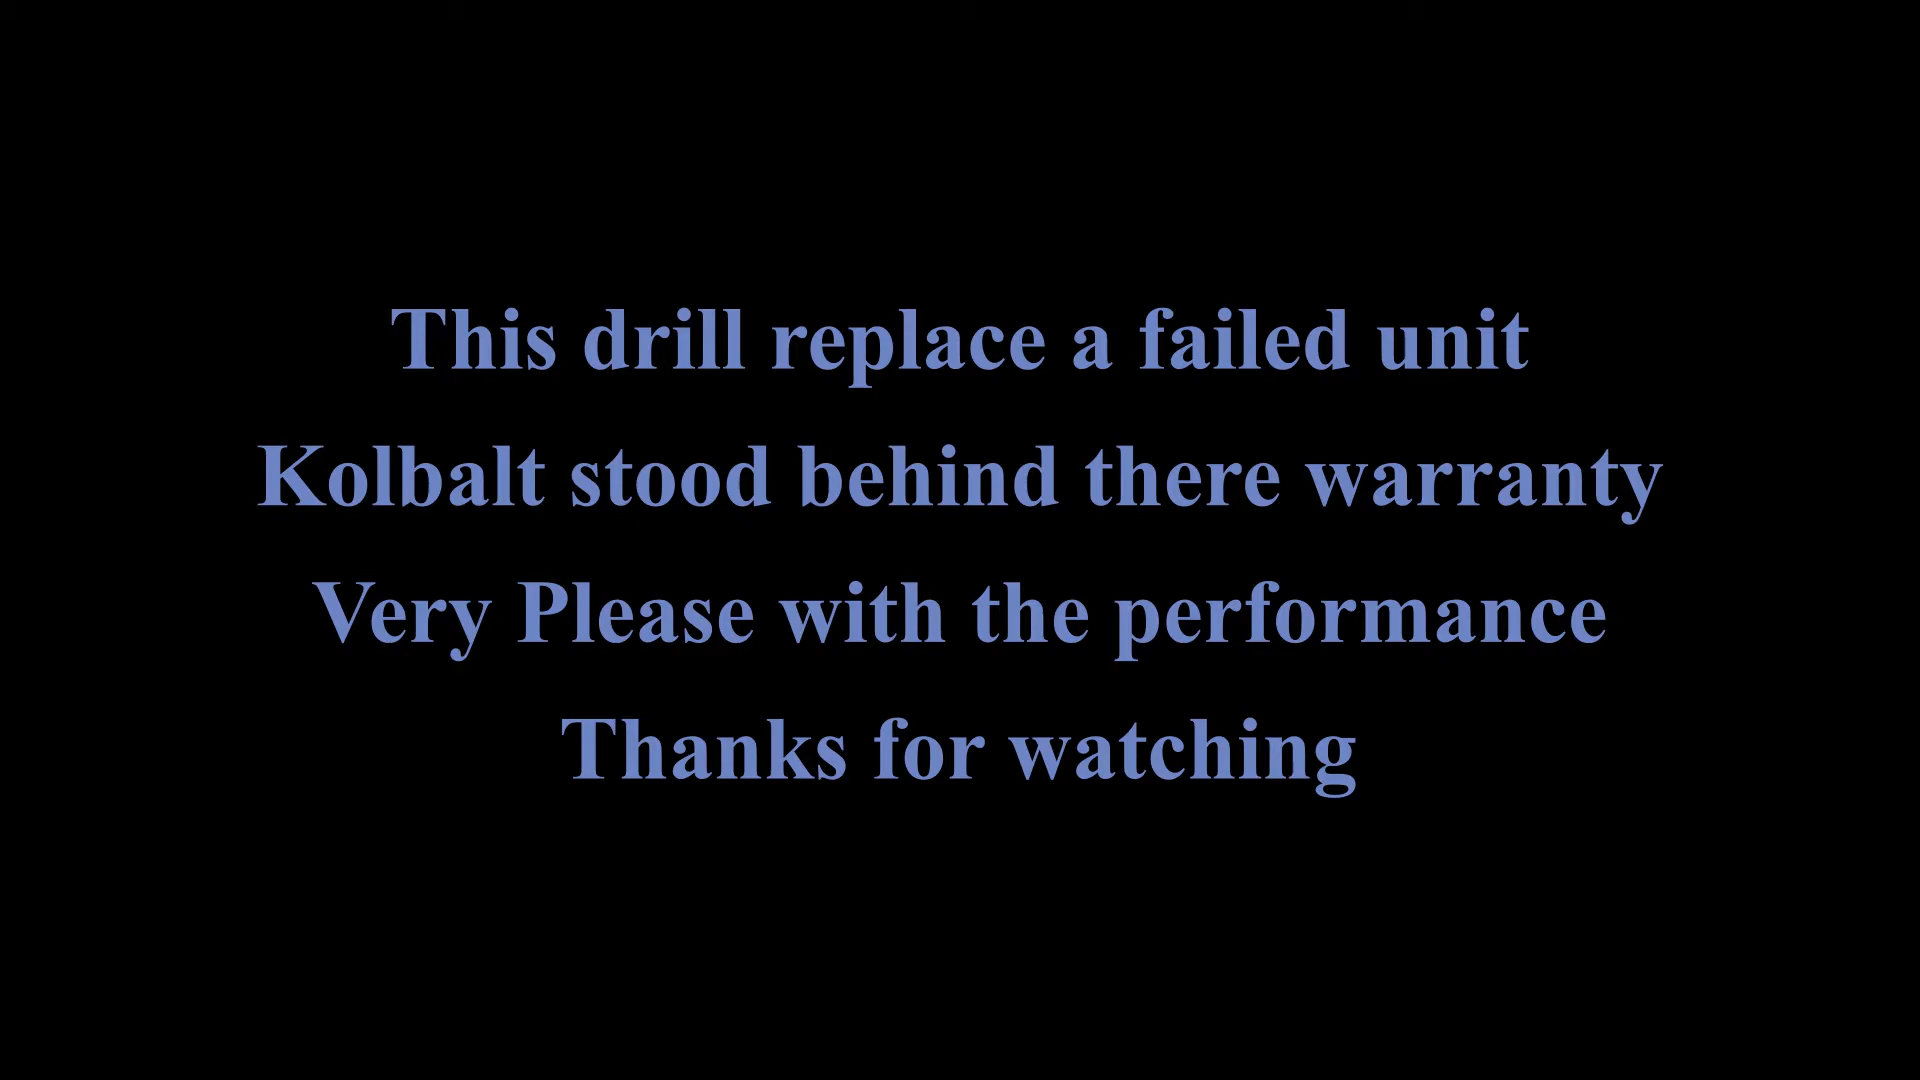 This drill replace a failed unit
Kolbalt stood behind there warranty
Very Please with the performance
Thanks for watching